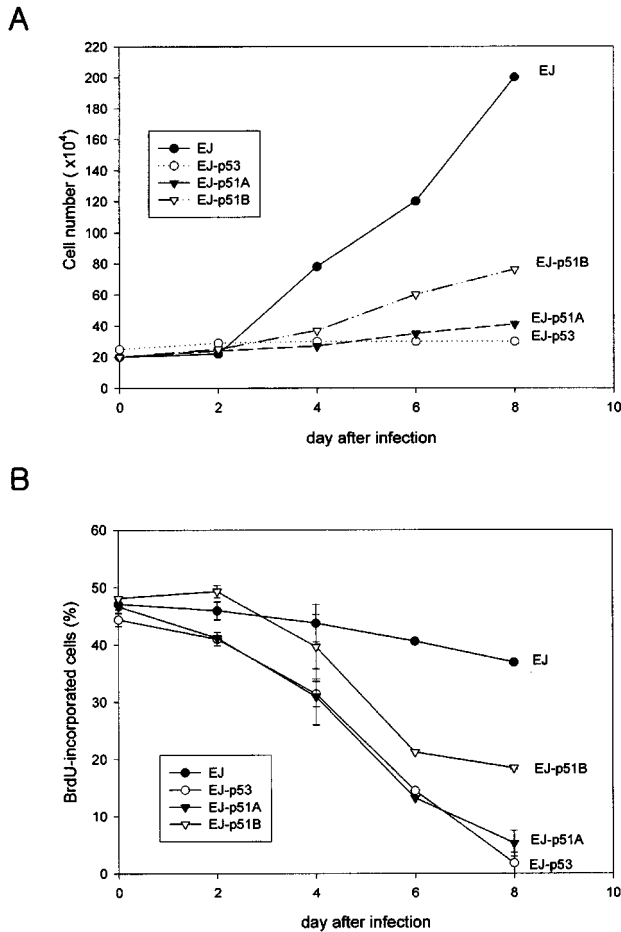 A
220
200
180
160
140
120
100
80
60
40
20
0
Cell number ( x10⁴)
EJ
EJ-p53
EJ-p51A
EJ-p51B
EJ
EJ-p51B
EJ-p51A
EJ-p53
0 2 4 6 8 10
day after infection
B
60
50
40
30
20
10
0
BrdU-incorporated cells (%)
EJ
EJ-p53
EJ-p51A
EJ-p51B
EJ
EJ-p51B
EJ-p51A
EJ-p53
0 2 4 6 8 10
day after infection